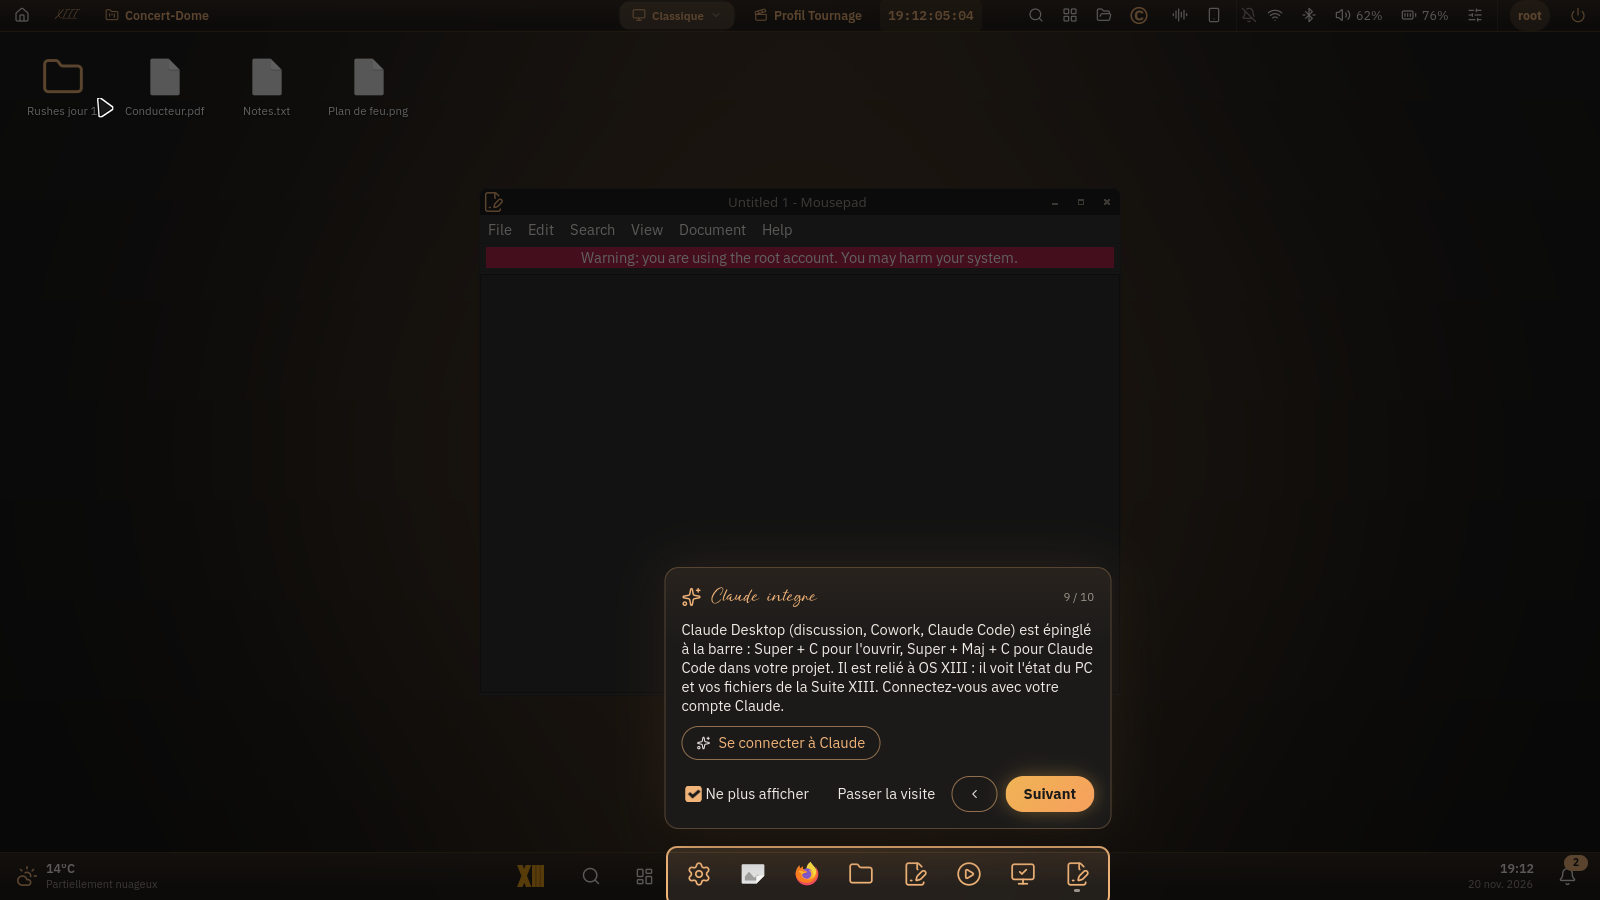 XIII
Concert-Dome
Classique
Profil Tournage
19:12:05:04
62%
76%
root
Rushes jour 1
Conducteur.pdf
Notes.txt
Plan de feu.png
Untitled 1 - Mousepad
File Edit Search View Document Help
Warning: you are using the root account. You may harm your system.
Claude integre
9 / 10
Claude Desktop (discussion, Cowork, Claude Code) est épinglé
à la barre : Super + C pour l'ouvrir, Super + Maj + C pour Claude
Code dans votre projet. Il est relié à OS XIII : il voit l'état du PC
et vos fichiers de la Suite XIII. Connectez-vous avec votre
compte Claude.
Se connecter à Claude
Ne plus afficher
Passer la visite
Suivant
14°C
Partiellement nuageux
XIII
19:12
20 nov. 2026
2